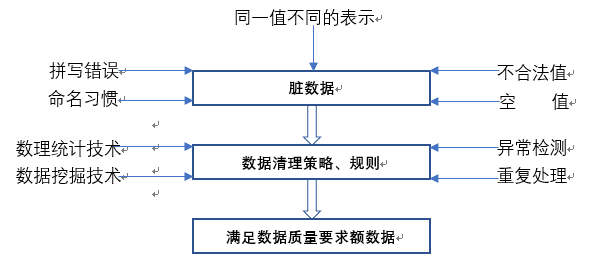 同一值不同的表示
拼写错误
不合法值
脏数据
命名习惯
空 值
数理统计技术
异常检测
数据清理策略、规则
数据挖掘技术
重复处理
满足数据质量要求额数据